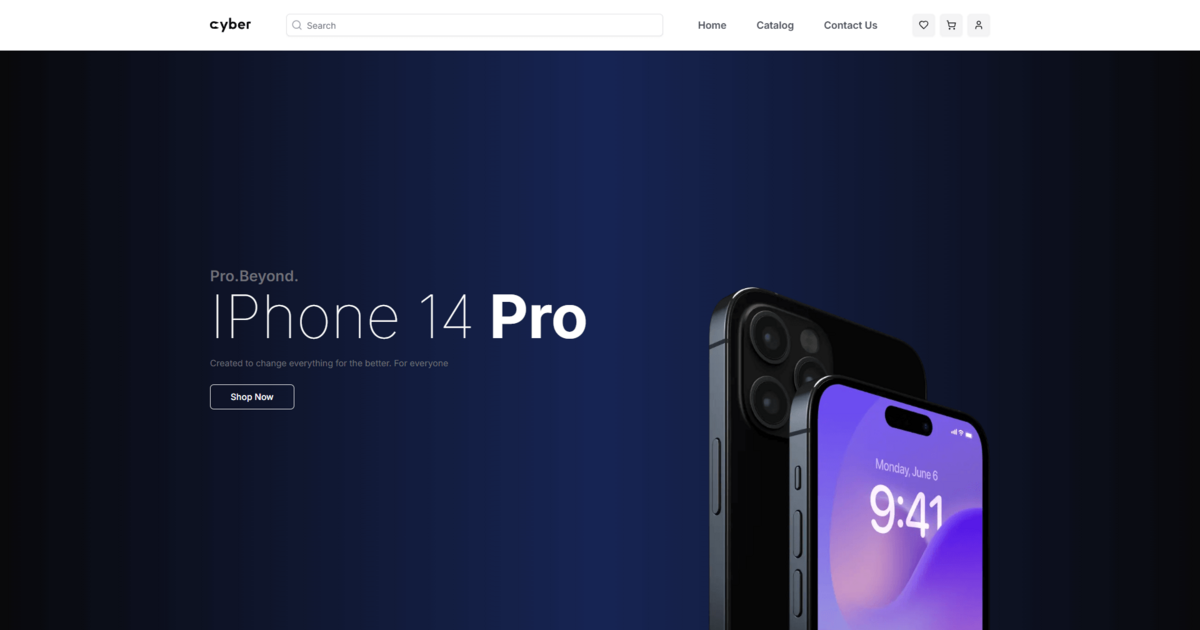 cyber
Search
Home
Catalog
Contact Us
Pro.Beyond.
IPhone 14 Pro
Created to change everything for the better. For everyone
Shop Now
Monday, June 6
9:41